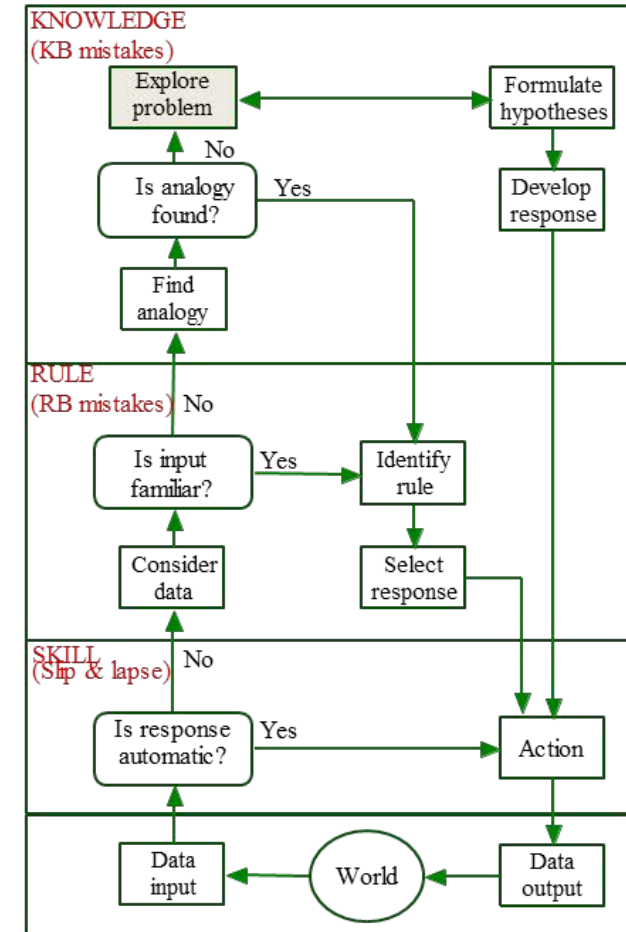 KNOWLEDGE
(KB mistakes)
Explore
problem
Formulate
hypotheses
No
Is analogy
found?
Yes
Develop
response
Find
analogy
RULE
(RB mistakes)
No
Is input
familiar?
Yes
Identify
rule
Consider
data
Select
response
SKILL
(Slip & lapse)
No
Is response
automatic?
Yes
Action
Data
input
World
Data
output